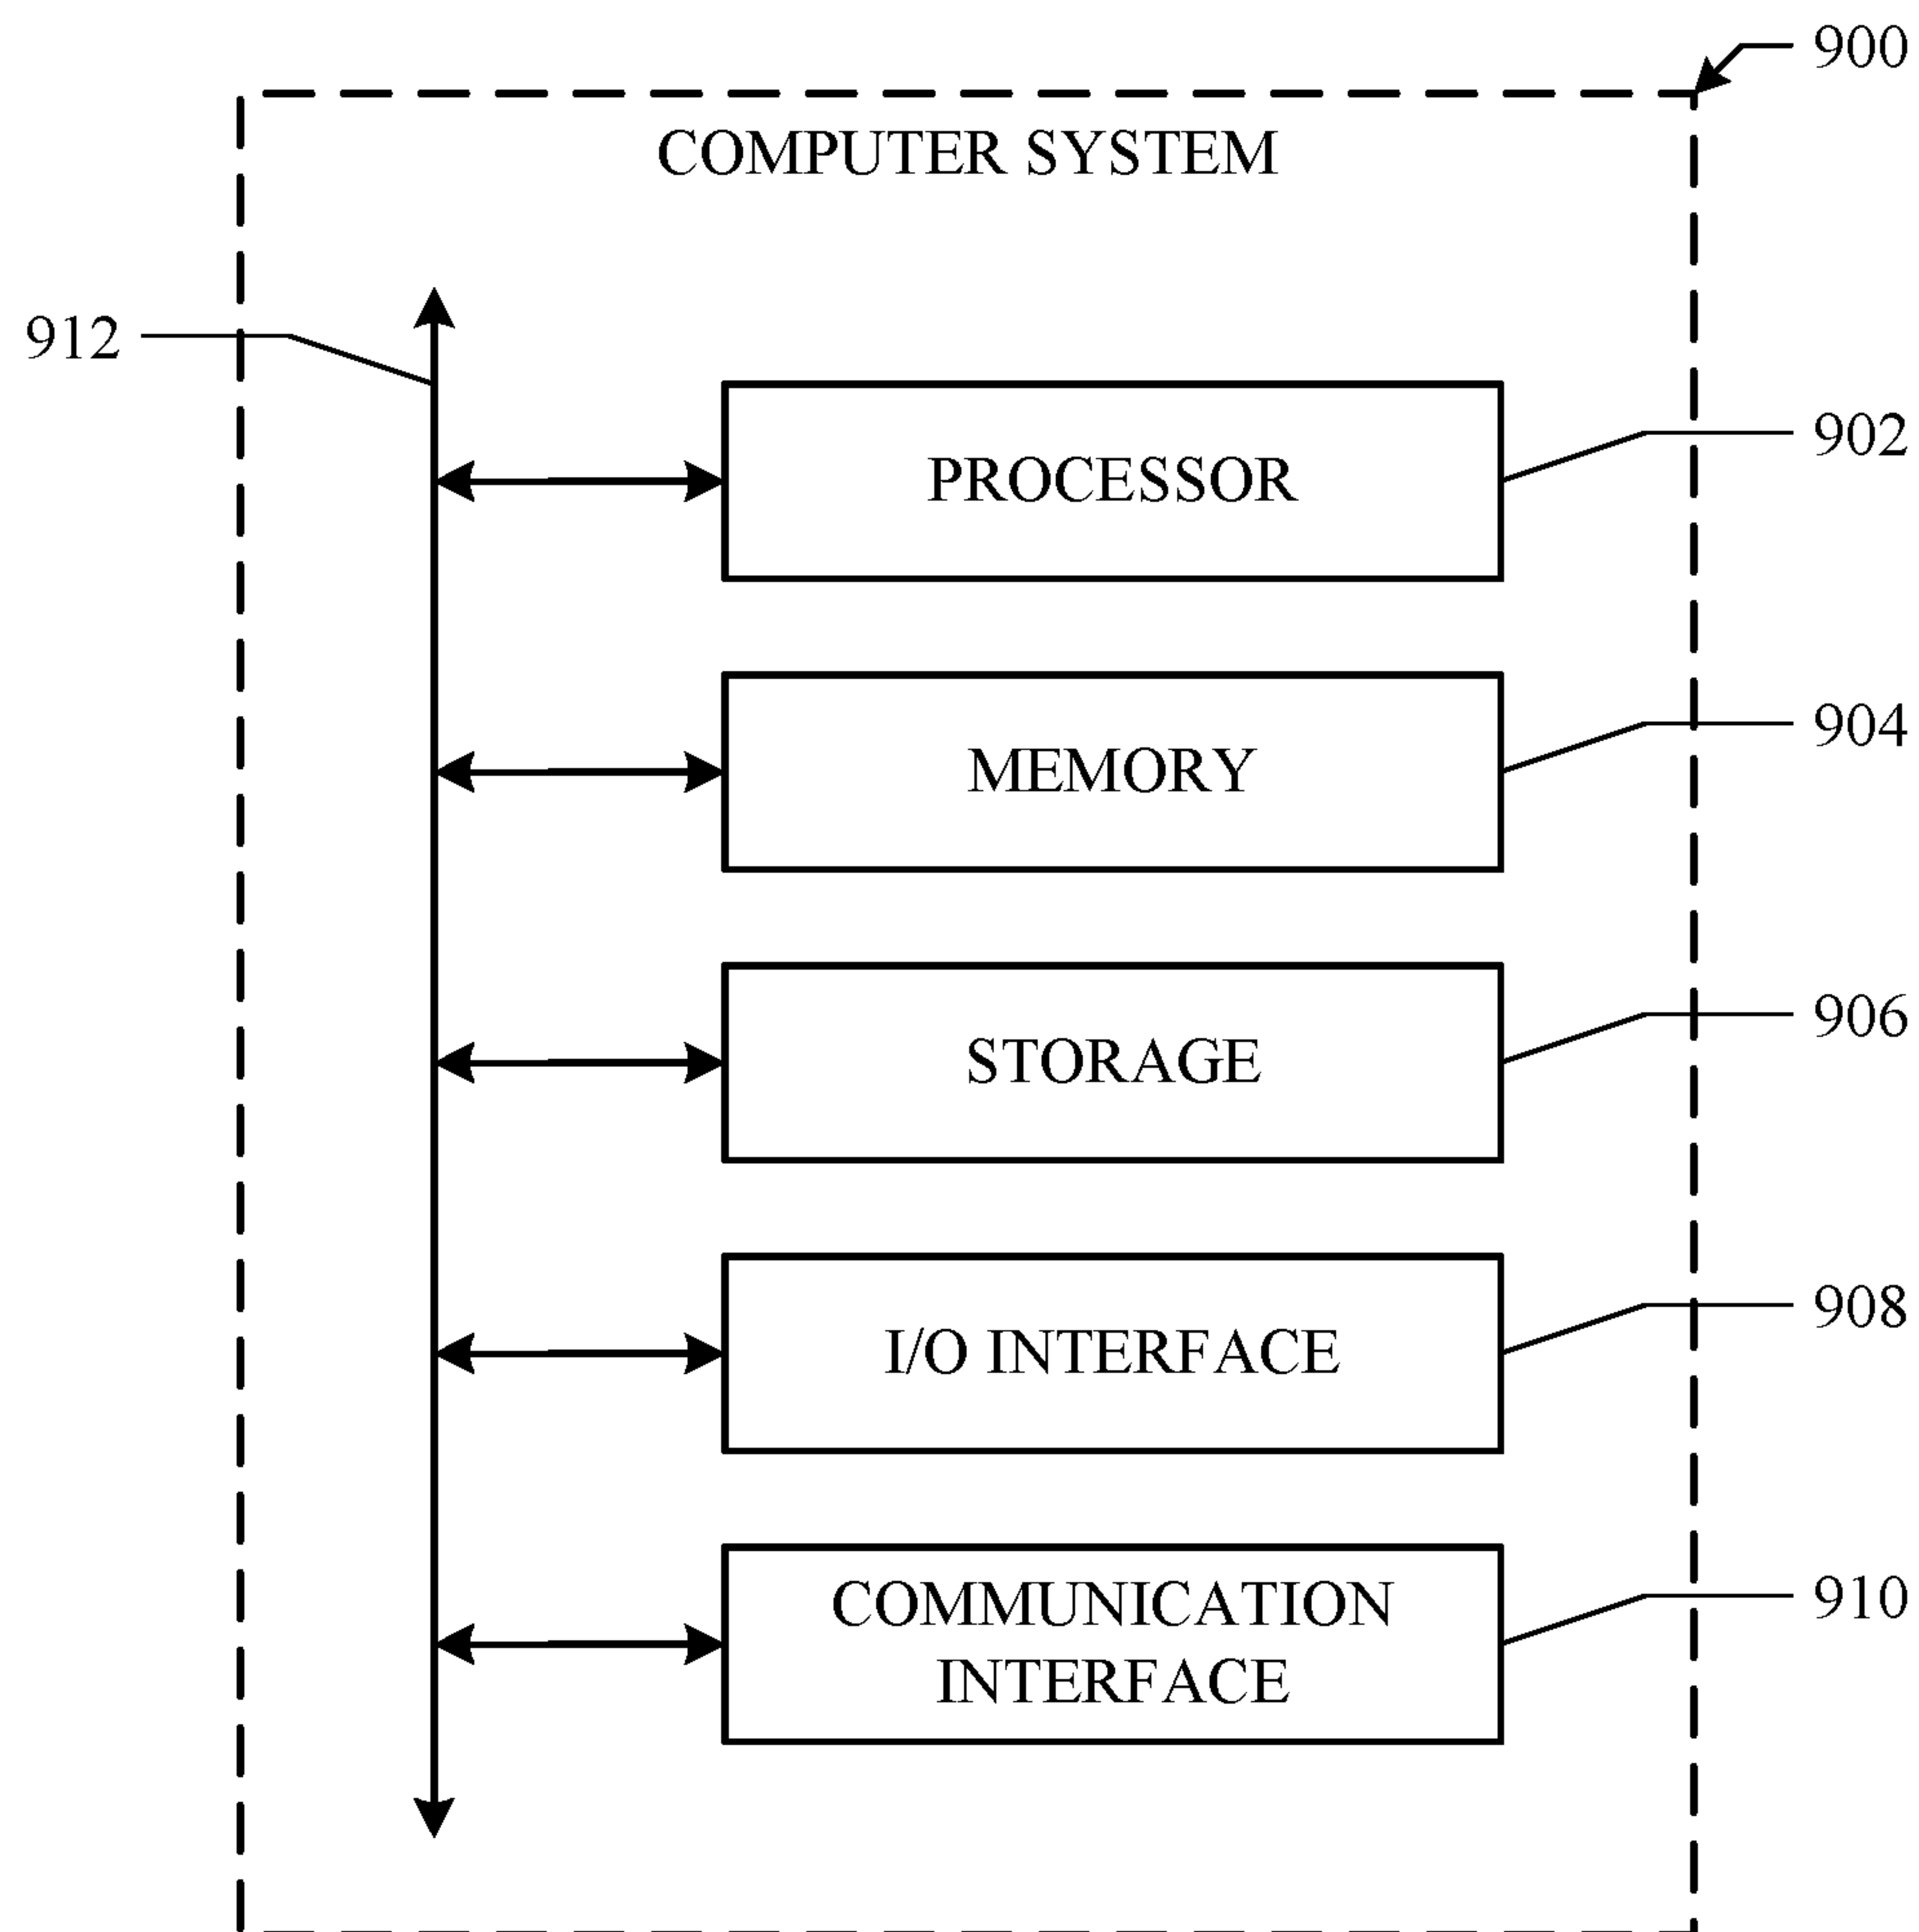 900
COMPUTER SYSTEM
912
PROCESSOR
902
MEMORY
904
STORAGE
906
I/O INTERFACE
908
COMMUNICATION
INTERFACE
910